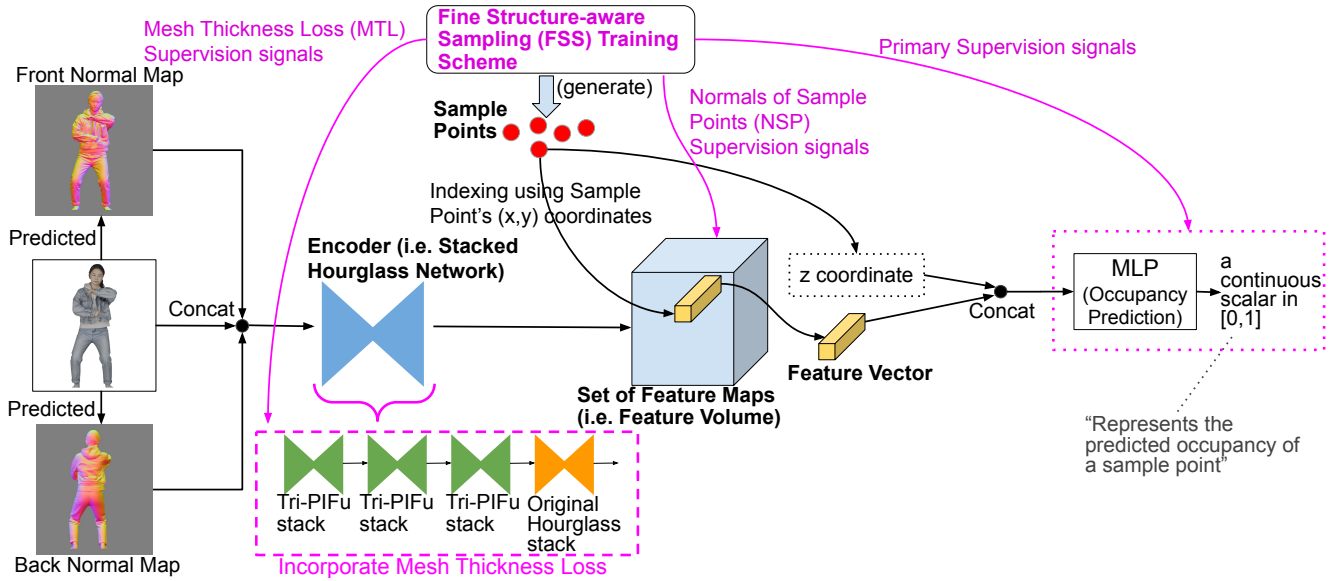 Mesh Thickness Loss (MTL)
Supervision signals
Fine Structure-aware
Sampling (FSS) Training
Scheme
Primary Supervision signals
Front Normal Map
(generate)
Sample
Points
Normals of Sample
Points (NSP)
Supervision signals
Indexing using Sample
Point's (x,y) coordinates
Predicted
Encoder (i.e. Stacked
Hourglass Network)
Concat
z coordinate
Concat
MLP
(Occupancy
Prediction)
a
continuous
scalar in
[0,1]
Feature Vector
Set of Feature Maps
(i.e. Feature Volume)
Predicted
"Represents the
predicted occupancy of
a sample point"
Tri-PIFu
stack
Tri-PIFu
stack
Tri-PIFu
stack
Original
Hourglass
stack
Back Normal Map
Incorporate Mesh Thickness Loss